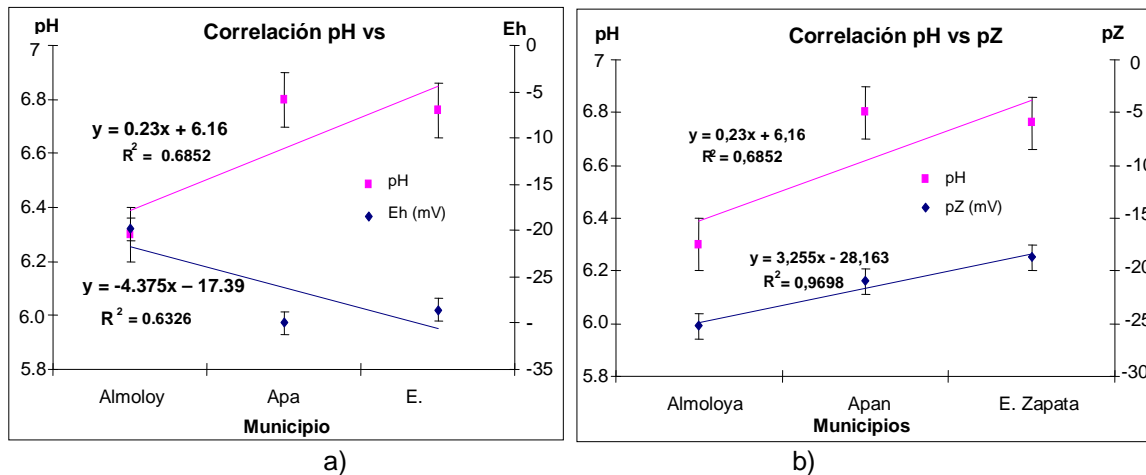 pH
Correlación pH vs
Eh
7
6.8
6.6
6.4
6.2
6.0
5.8
0
-5
-10
-15
-20
-25
-
-35
y = 0.23x + 6.16
R2 = 0.6852
pH
Eh (mV)
y = -4.375x – 17.39
R2 = 0.6326
Almoloy
Apa
E.
Municipio
a)
pH
Correlación pH vs pZ
pZ
7
6.8
6.6
6.4
6.2
6.0
5.8
0
-5
-10
-15
-20
-25
-30
y = 0,23x + 6,16
R2 = 0,6852
pH
pZ (mV)
y = 3,255x - 28,163
R2 = 0,9698
Almoloya
Apan
E. Zapata
Municipios
b)